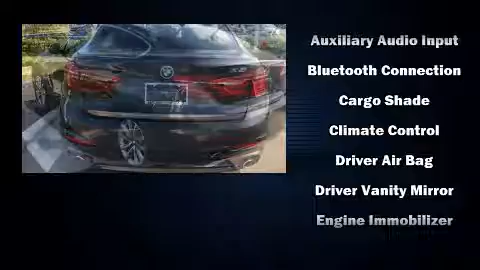 Auxiliary Audio Input
Bluetooth Connection
Cargo Shade
Climate Control
Driver Air Bag
Driver Vanity Mirror
Engine Immobilizer